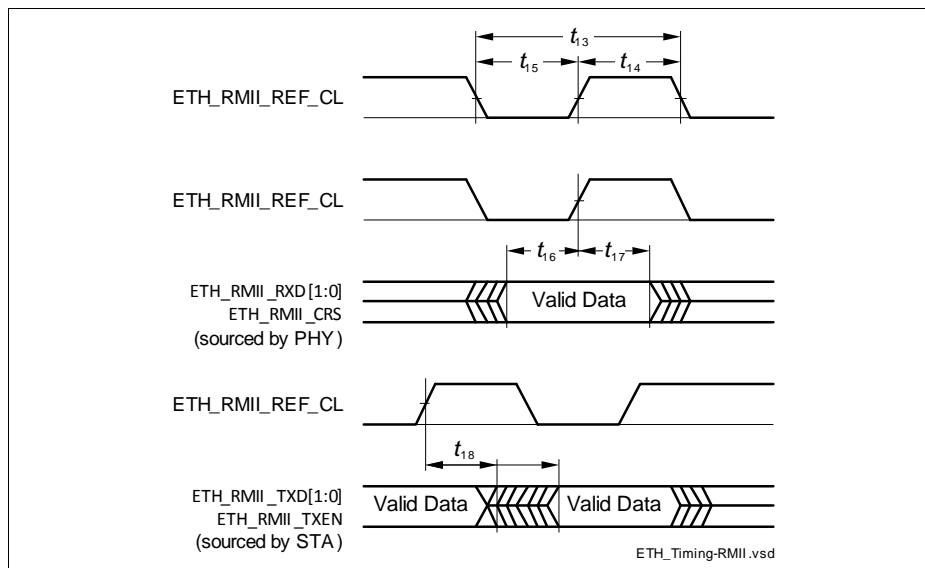 t13
t15 t14
ETH_RMII_REF_CL
ETH_RMII_REF_CL
t16 t17
ETH_RMII_RXD[1:0]
ETH_RMII_CRS
(sourced by PHY)
Valid Data
ETH_RMII_REF_CL
t18
ETH_RMII_TXD[1:0]
ETH_RMII_TXEN
(sourced by STA)
Valid Data Valid Data
ETH_Timing-RMII.vsd